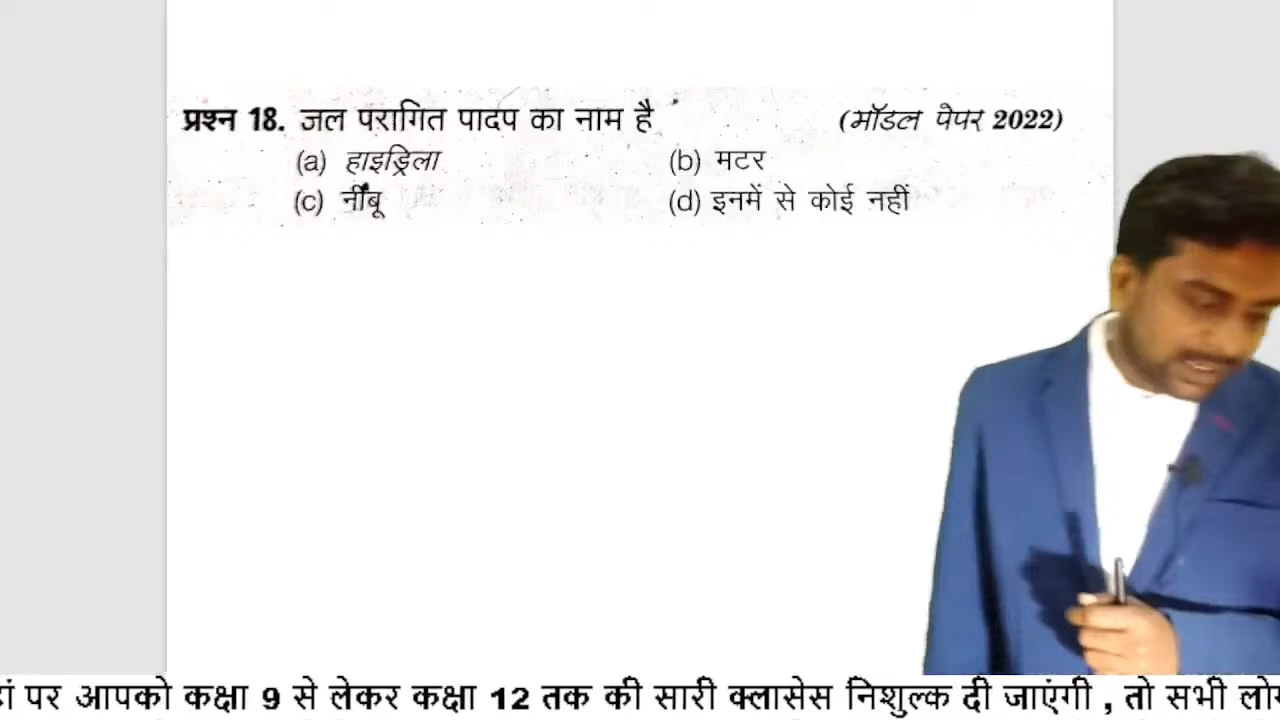 प्रश्न 18. जल परागित पादप का नाम है (मॉडल पेपर 2022)
(a) हाइड्रिला (b) मटर
(c) नींबू (d) इनमें से कोई नहीं
पर आपको कक्षा 9 से लेकर कक्षा 12 तक की सारी क्लासेस निशुल्क दी जाएंगी , तो सभी